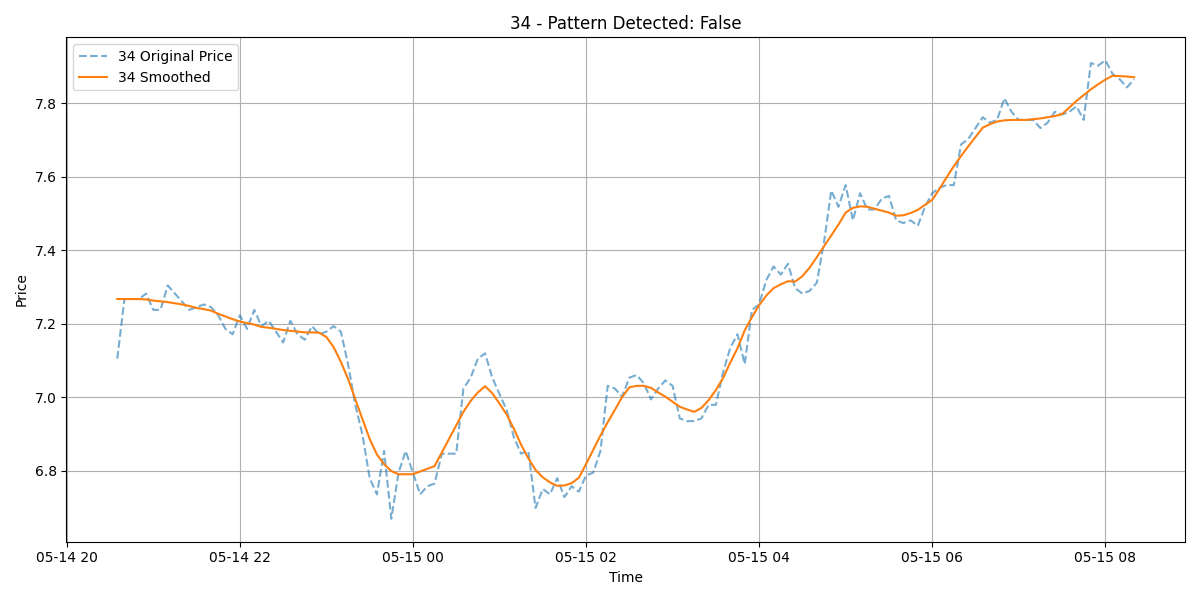 34 - Pattern Detected: False
34 Original Price
34 Smoothed
Price
7.8
7.6
7.4
7.2
7.0
6.8
05-14 20
05-14 22
05-15 00
05-15 02
05-15 04
05-15 06
05-15 08
Time